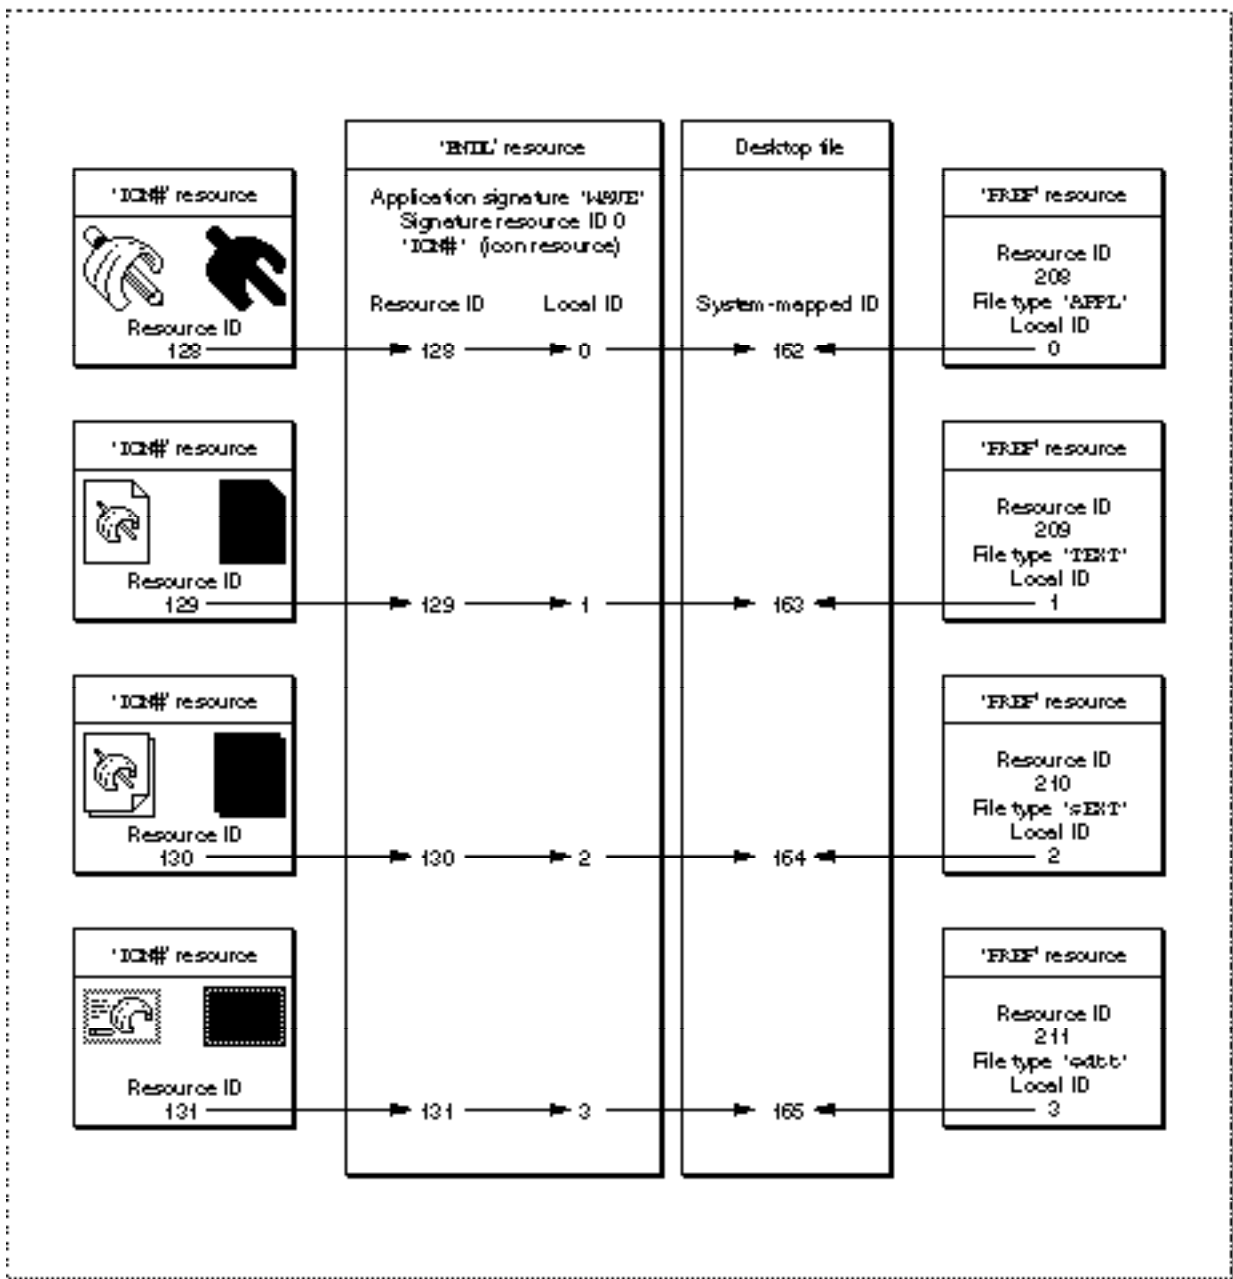 'BNDL' resource
Desktop file
'ICN#' resource
Application signature 'WAVE'
Signature resource ID 0
'ICN#' (icon resource)
'FREF' resource
Resource ID
208
File type 'APPL'
Local ID
0
Resource ID Local ID
System-mapped ID
Resource ID
128
128 0
162
'ICN#' resource
'FREF' resource
Resource ID
209
File type 'TEXT'
Local ID
1
Resource ID
129
129 1
163
'ICN#' resource
'FREF' resource
Resource ID
210
File type 'sEXT'
Local ID
2
Resource ID
130
130 2
164
'ICN#' resource
'FREF' resource
Resource ID
211
File type 'edtt'
Local ID
3
Resource ID
131
131 3
165